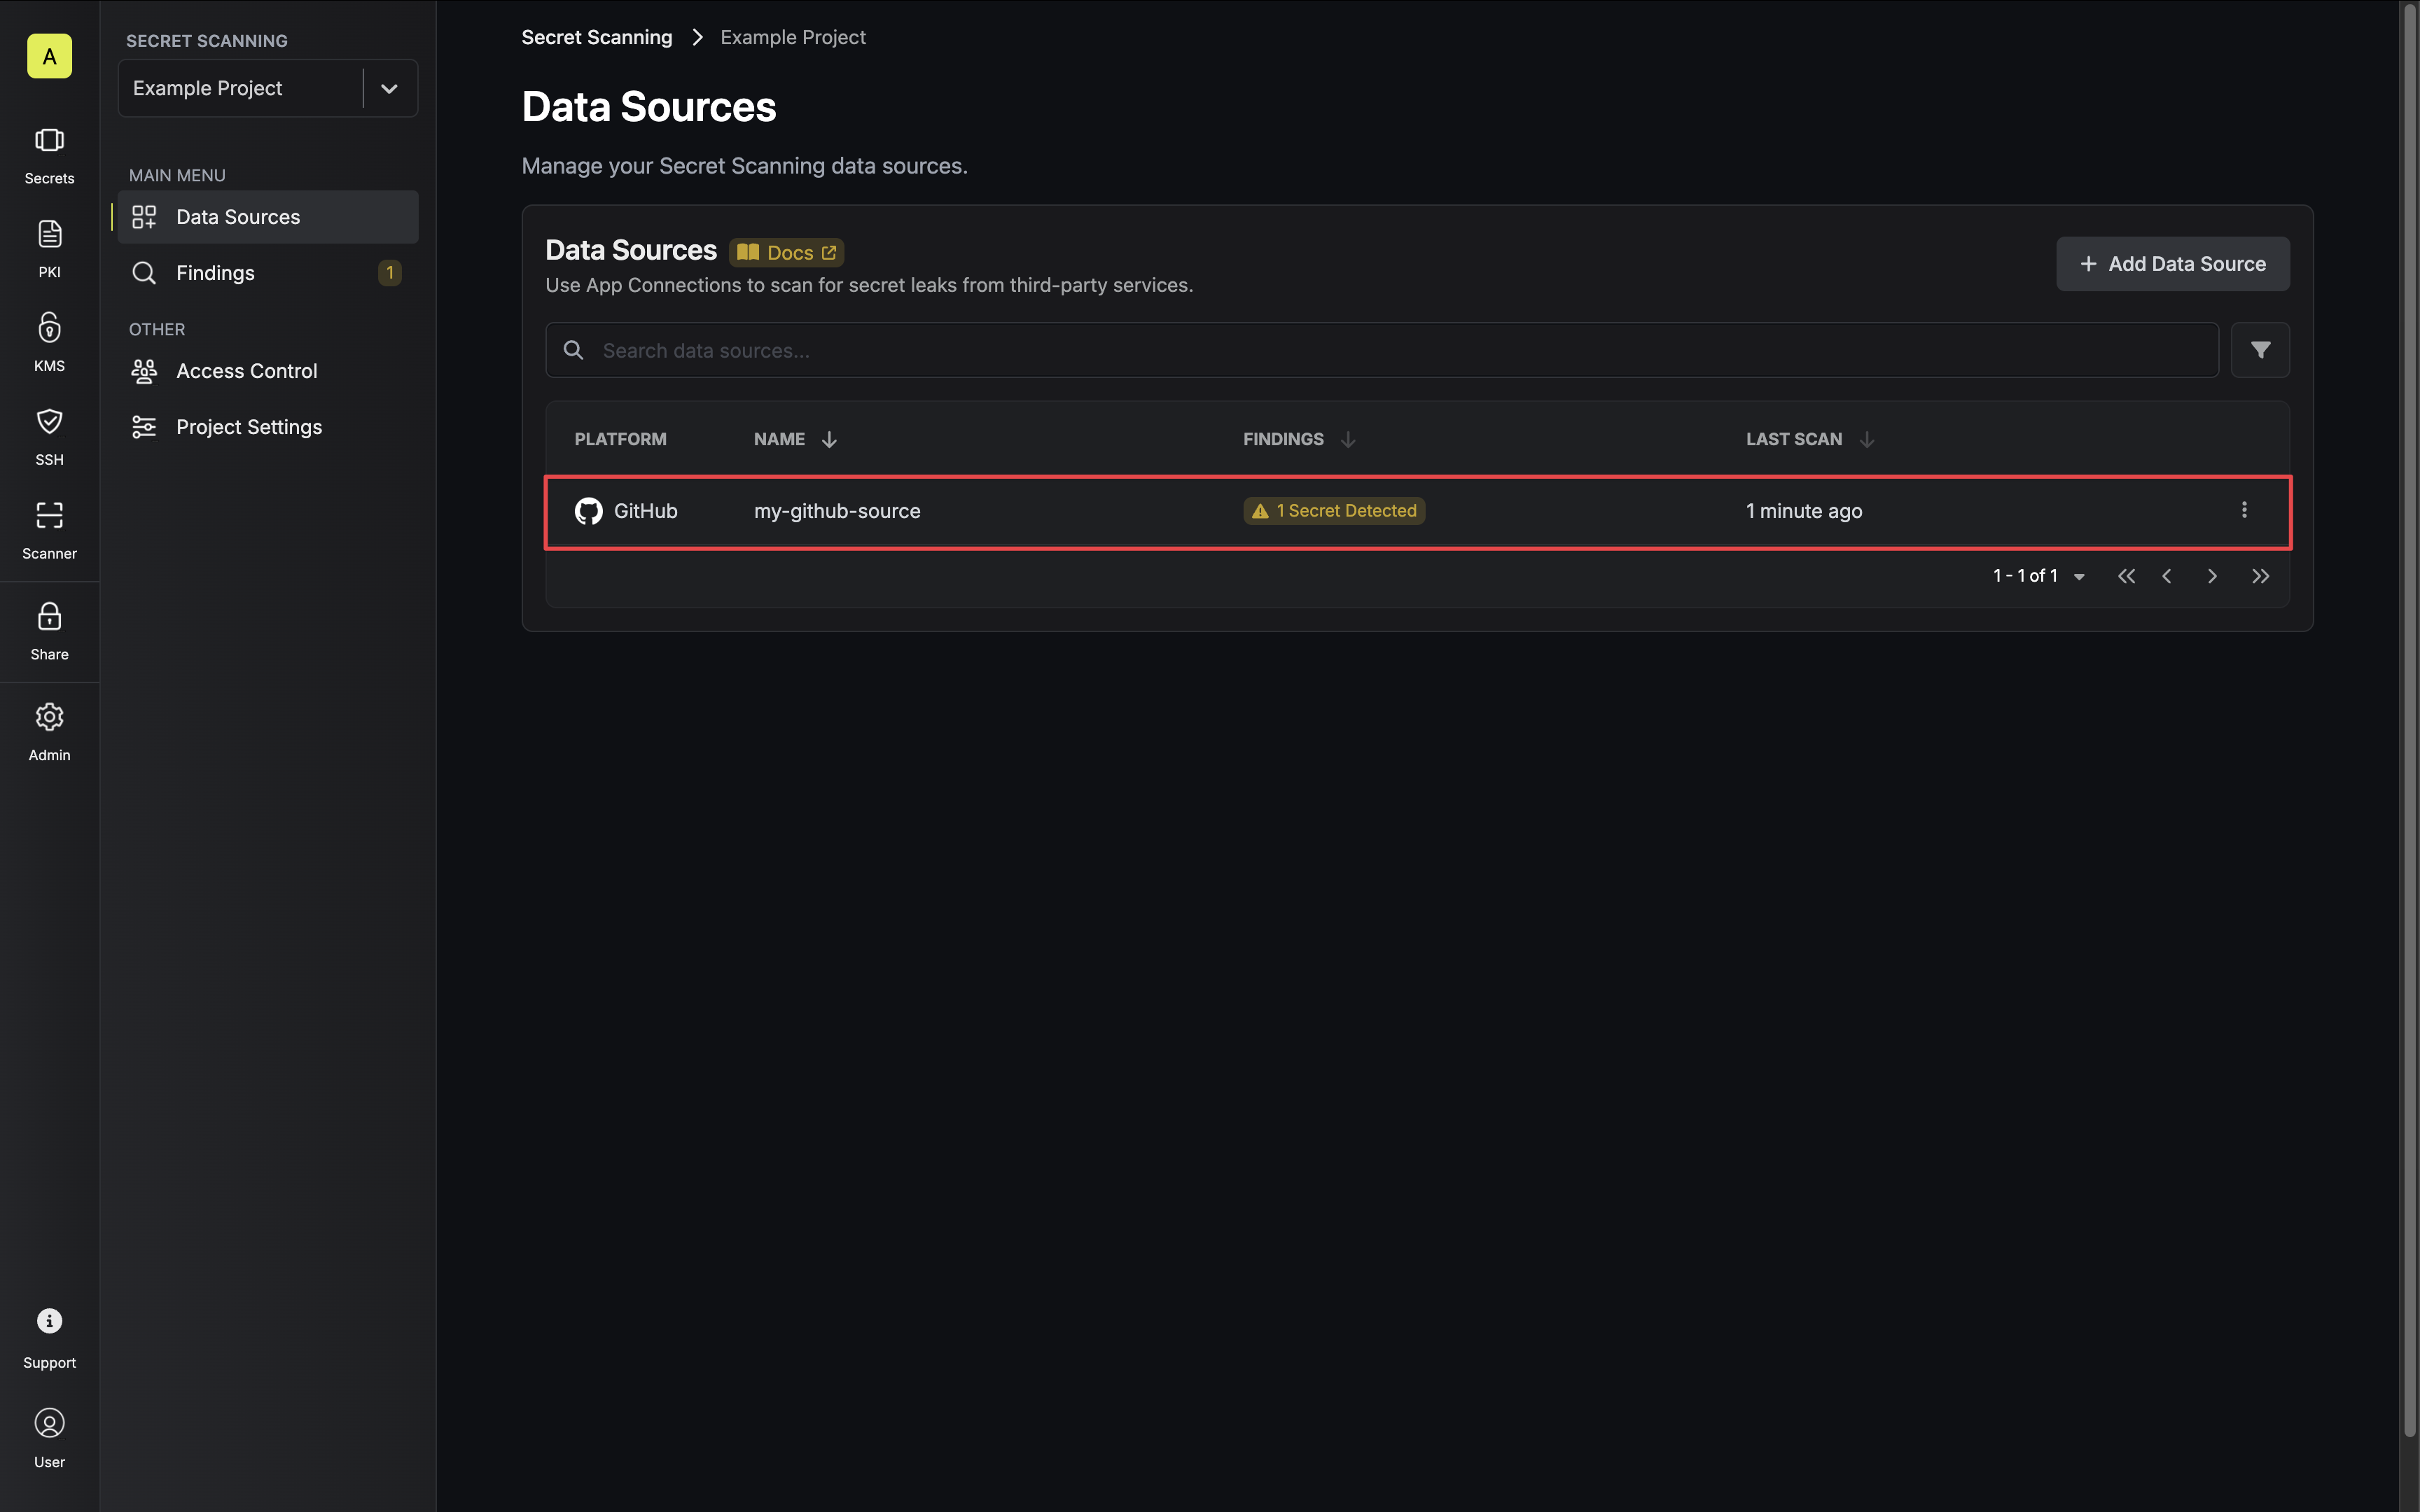 A
Secrets
PKI
KMS
SSH
Scanner
Share
Admin
Support
User
SECRET SCANNING
Example Project
MAIN MENU
Data Sources
Findings 1
OTHER
Access Control
Project Settings
Secret Scanning Example Project
Data Sources
Manage your Secret Scanning data sources.
Data Sources Docs
Use App Connections to scan for secret leaks from third-party services.
Add Data Source
Search data sources...
PLATFORM NAME FINDINGS LAST SCAN
GitHub my-github-source 1 Secret Detected 1 minute ago
1 - 1 of 1